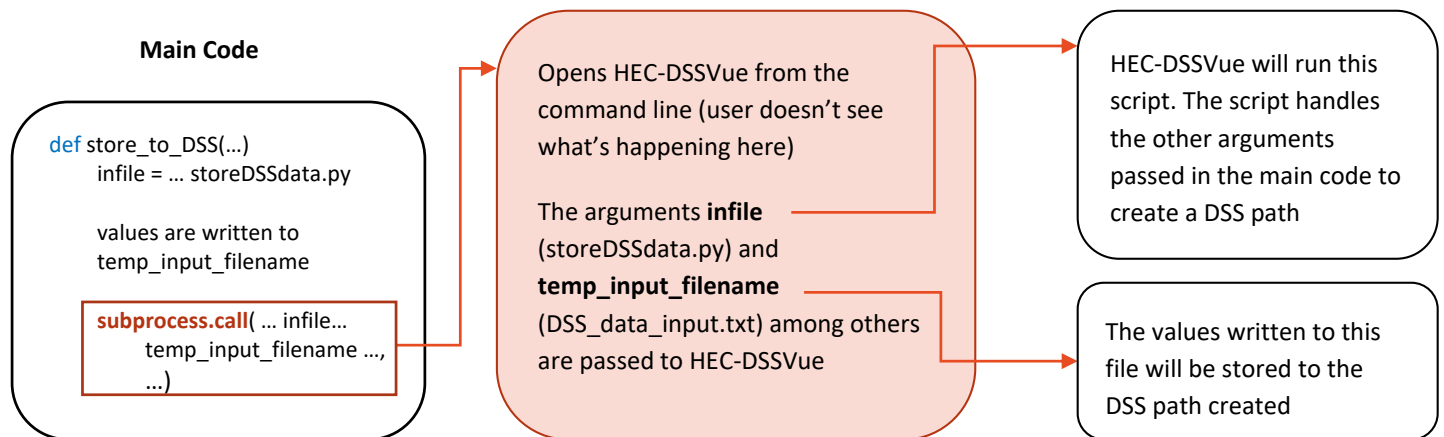 Main Code
def store_to_DSS(…)
infile = … storeDSSdata.py
values are written to
temp_input_filename
subprocess.call( … infile…
temp_input_filename …,
…)
Opens HEC-DSSVue from the
command line (user doesn’t see
what’s happening here)
The arguments infile
(storeDSSdata.py) and
temp_input_filename
(DSS_data_input.txt) among others
are passed to HEC-DSSVue
HEC-DSSVue will run this
script. The script handles
the other arguments
passed in the main code to
create a DSS path
The values written to this
file will be stored to the
DSS path created